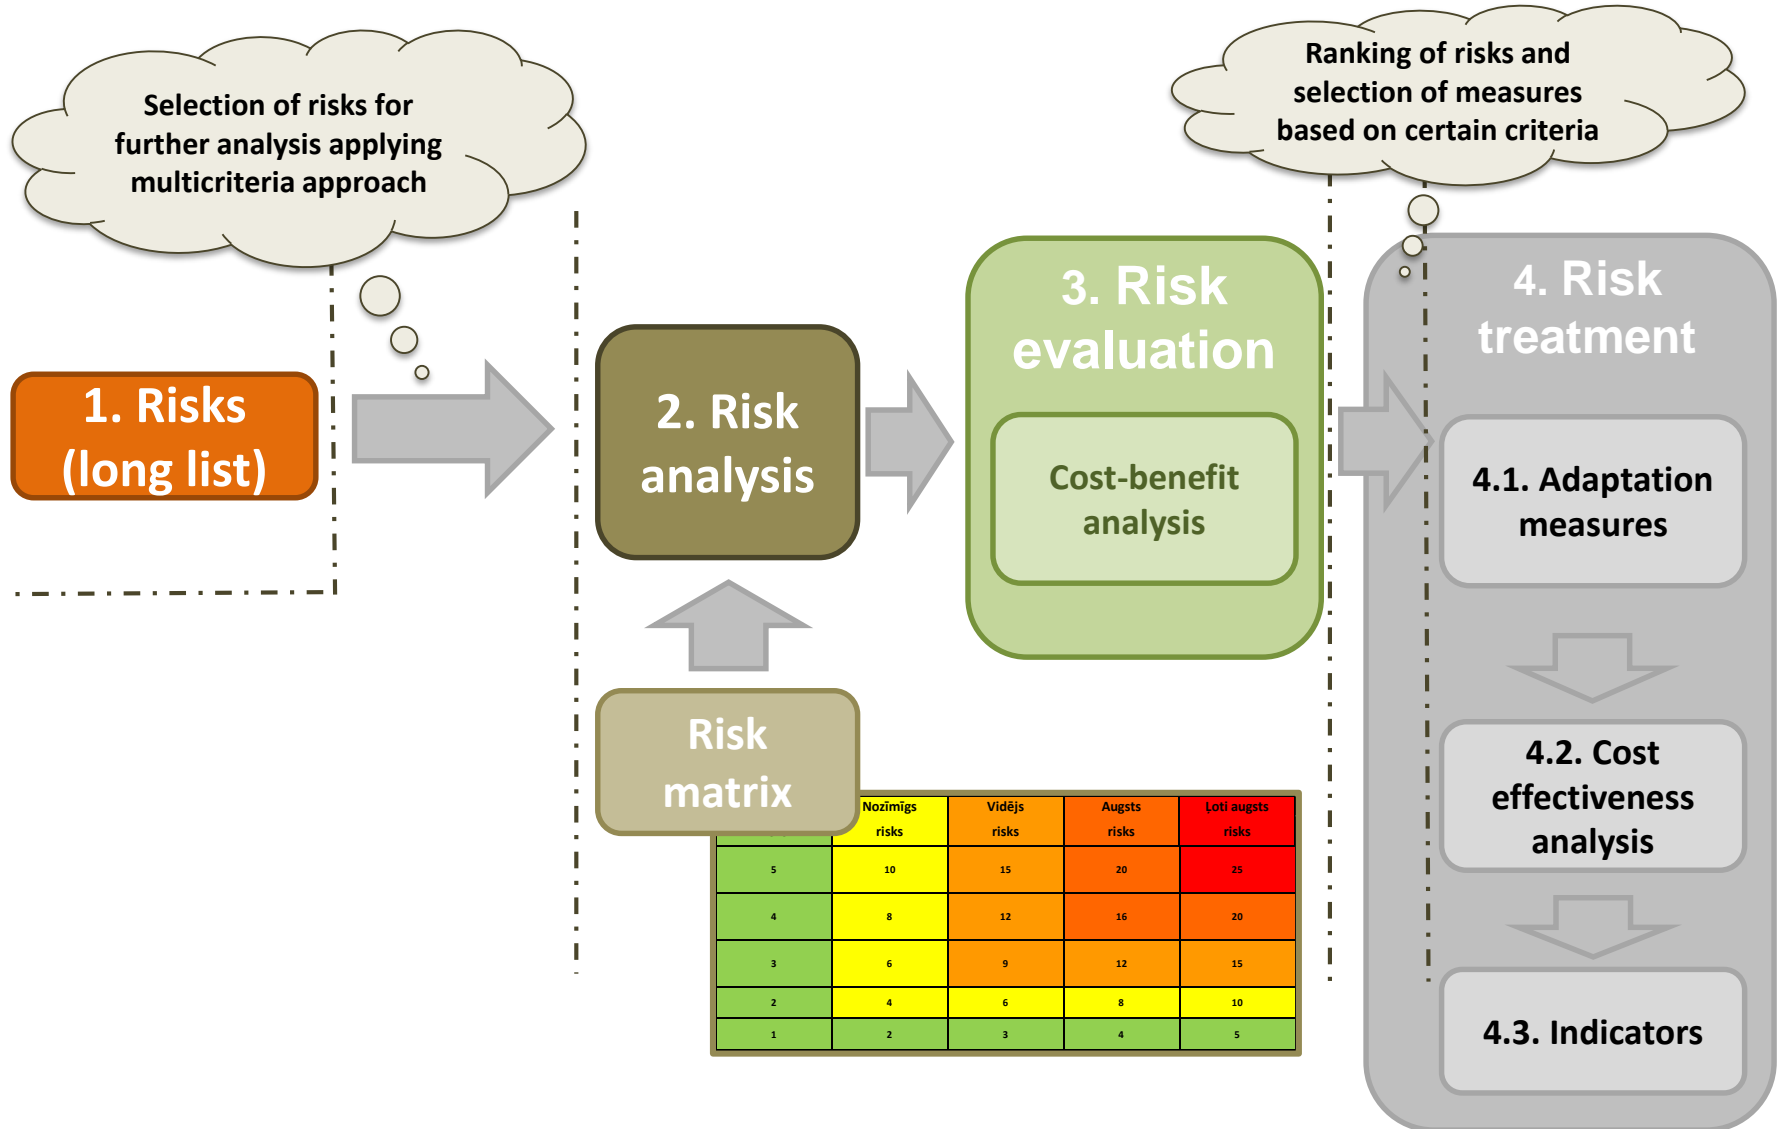 Selection of risks for
further analysis applying
multicriteria approach
Ranking of risks and
selection of measures
based on certain criteria
1. Risks
(long list)
2. Risk
analysis
3. Risk
evaluation
Cost-benefit
analysis
4. Risk
treatment
4.1. Adaptation
measures
4.2. Cost
effectiveness
analysis
4.3. Indicators
Risk
matrix
Nozīmīgs Vidējs Augsts Ļoti augsts
risks risks risks risks
5 10 15 20 25
4 8 12 16 20
3 6 9 12 15
2 4 6 8 10
1 2 3 4 5